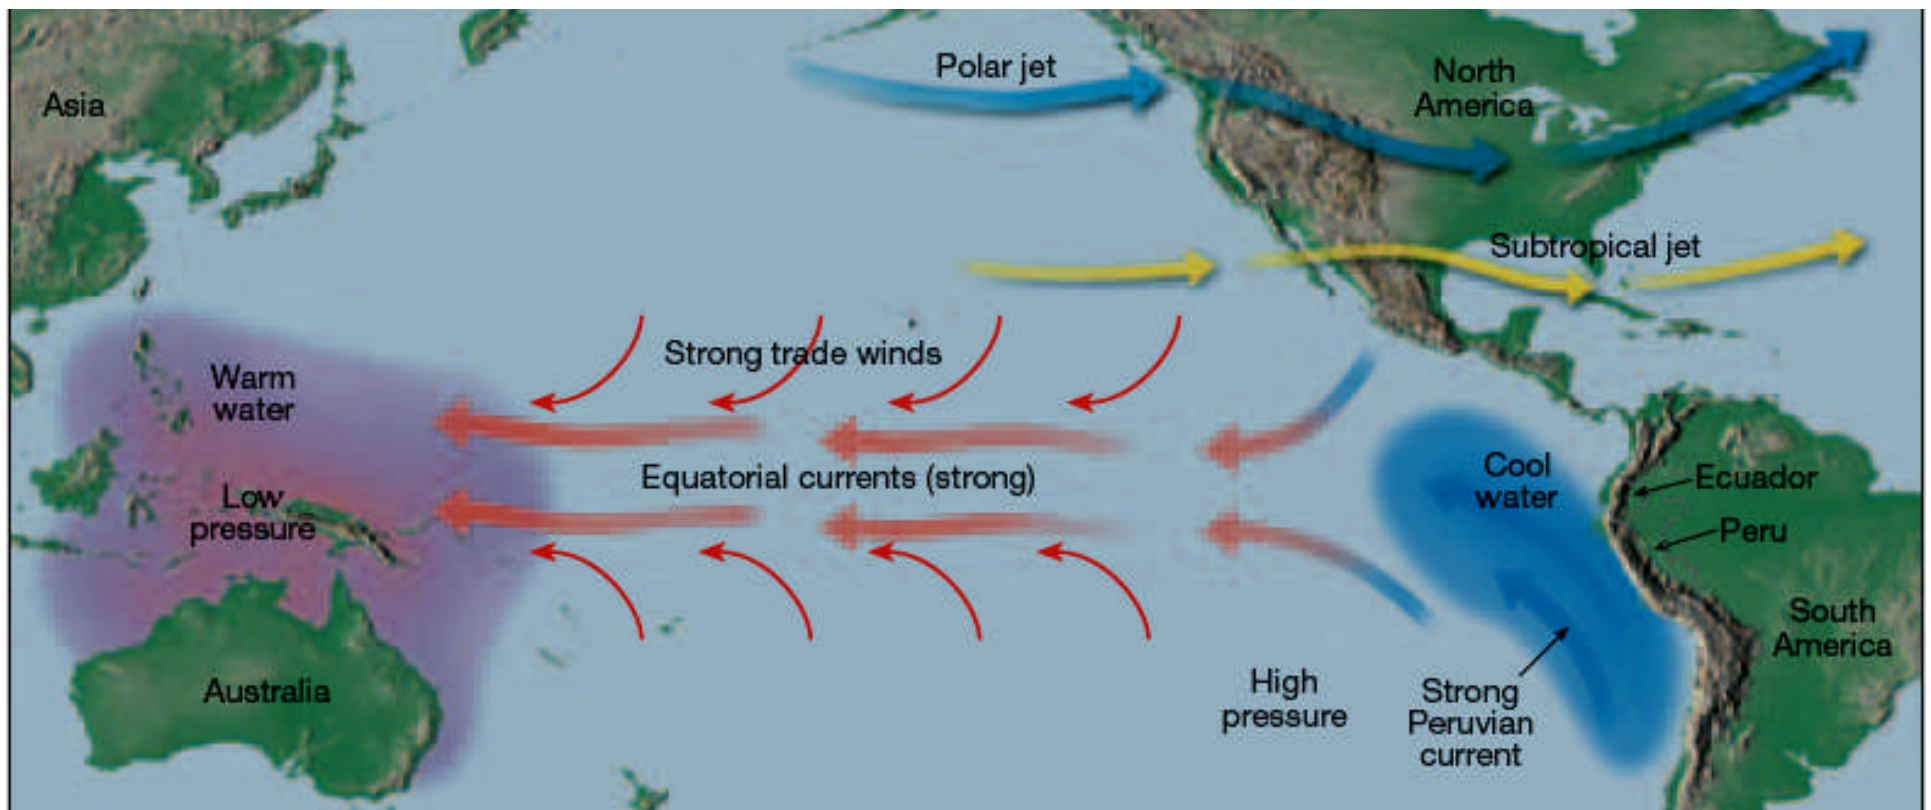 Polar jet
North
America
Asia
Subtropical jet
Strong trade winds
Warm
water
Equatorial currents (strong)
Cool
water
Ecuador
Low
pressure
Peru
South
America
Australia
High
pressure
Strong
Peruvian
current